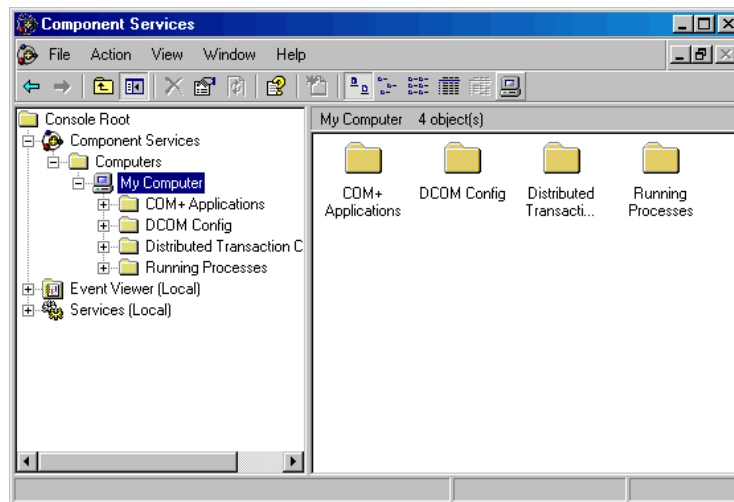 Component Services
File Action View Window Help
Console Root
Component Services
Computers
My Computer
COM+ Applications
DCOM Config
Distributed Transaction C
Running Processes
Event Viewer (Local)
Services (Local)
My Computer 4 object(s)
COM+
Applications
DCOM Config
Distributed
Transacti...
Running
Processes